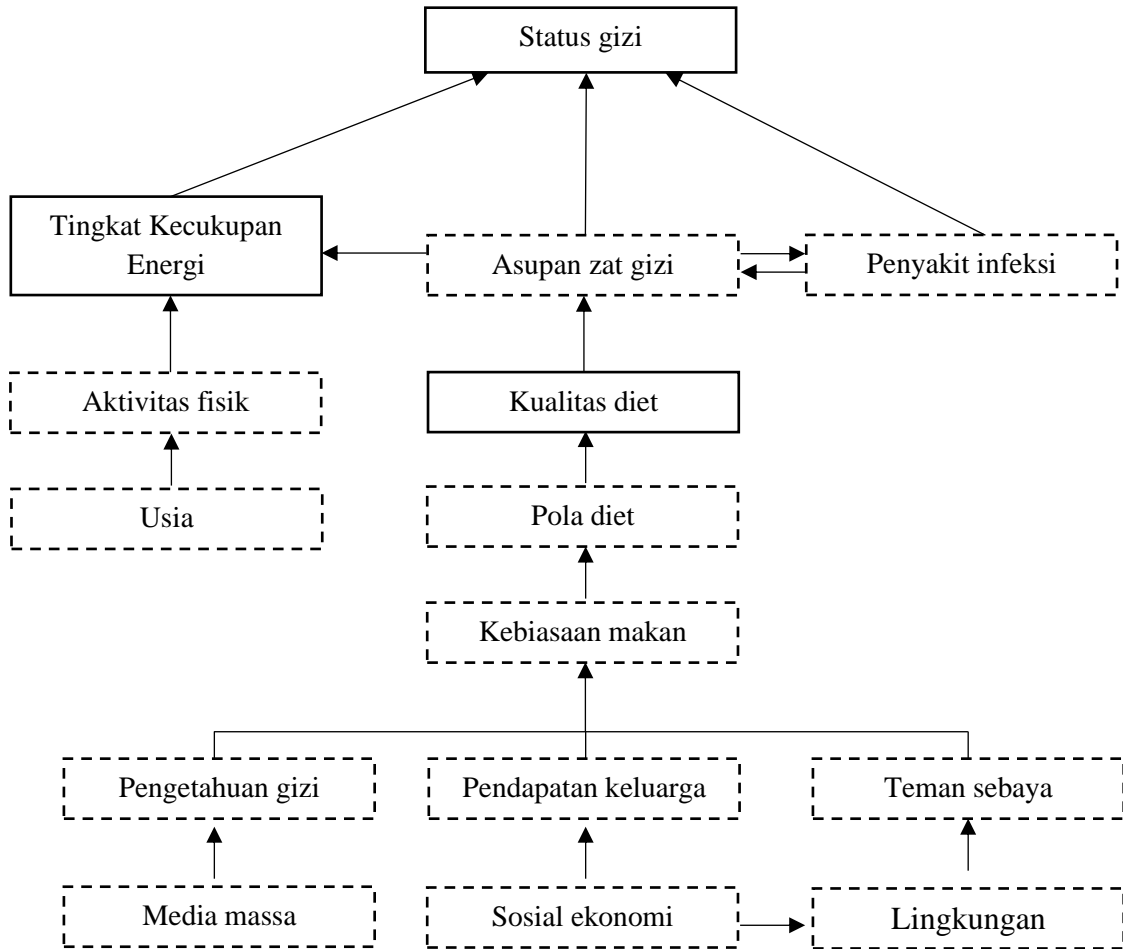 Status gizi
Tingkat Kecukupan
Energi
Asupan zat gizi
Penyakit infeksi
Aktivitas fisik
Kualitas diet
Usia
Pola diet
Kebiasaan makan
Pengetahuan gizi
Pendapatan keluarga
Teman sebaya
Media massa
Sosial ekonomi
Lingkungan